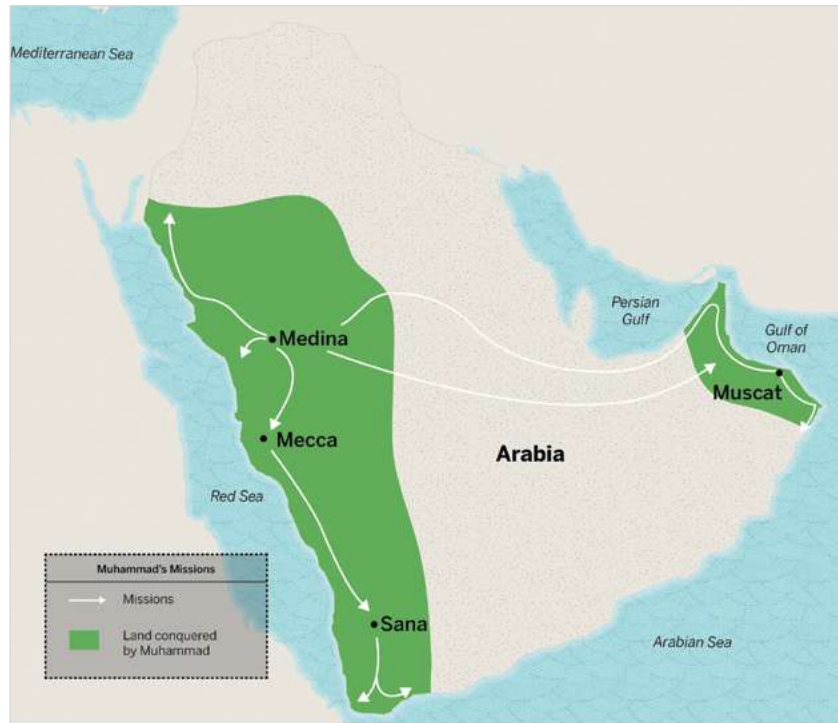 Mediterranean Sea
Persian
Gulf
Gulf of
Oman
Medina
Muscat
Mecca
Arabia
Red Sea
Muhammad's Missions
Missions
Land conquered
by Muhammad
Sana
Arabian Sea